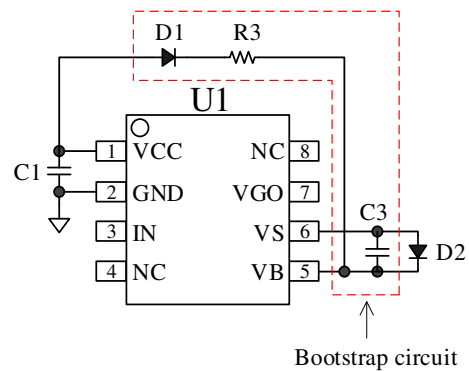 D1 R3
U1
C1
1 VCC NC 8
2 GND VGO 7
3 IN VS 6
4 NC VB 5
C3
D2
Bootstrap circuit